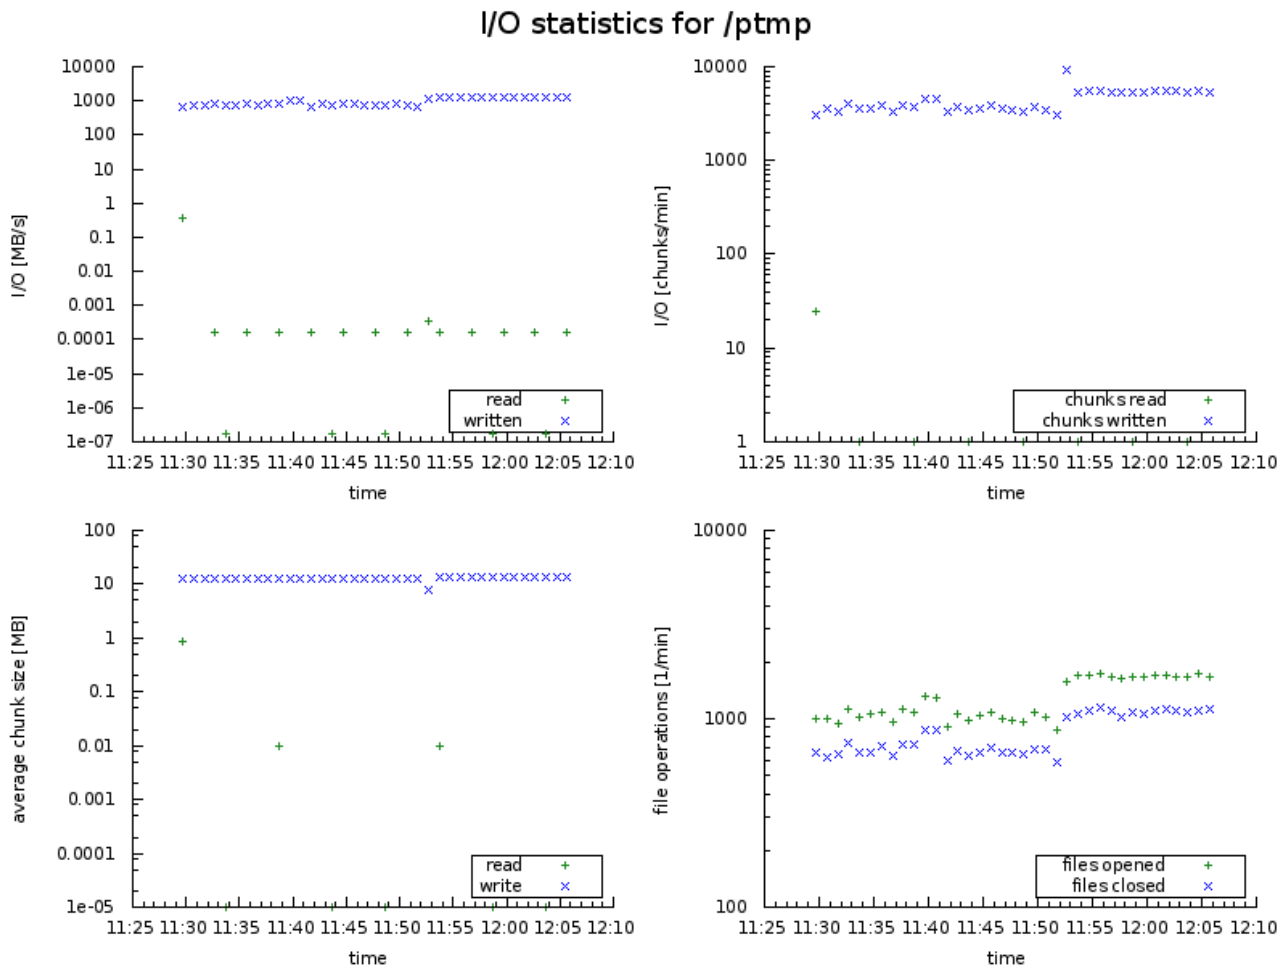 I/O statistics for /ptmp
10000
1000
100
10
1
0.1
0.01
0.001
0.0001
1e-05
1e-06
1e-07
I/O [MB/s]
read
written
11:25 11:30 11:35 11:40 11:45 11:50 11:55 12:00 12:05 12:10
time
10000
1000
100
10
1
I/O [chunks/min]
chunks read
chunks written
11:25 11:30 11:35 11:40 11:45 11:50 11:55 12:00 12:05 12:10
time
100
10
1
0.1
0.01
0.001
0.0001
1e-05
average chunk size [MB]
read
write
11:25 11:30 11:35 11:40 11:45 11:50 11:55 12:00 12:05 12:10
time
10000
1000
100
file operations [1/min]
files opened
files closed
11:25 11:30 11:35 11:40 11:45 11:50 11:55 12:00 12:05 12:10
time